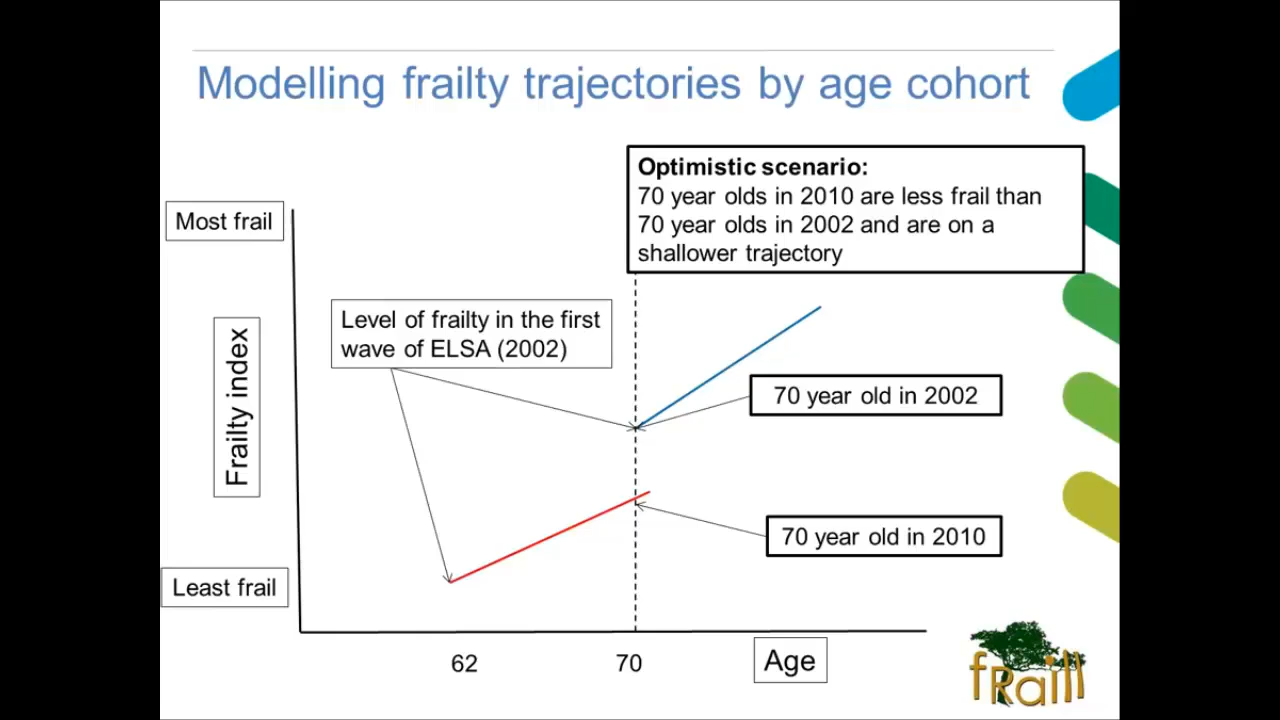 Modelling frailty trajectories by age cohort
Optimistic scenario:
70 year olds in 2010 are less frail than
70 year olds in 2002 and are on a
shallower trajectory
Most frail
Level of frailty in the first
wave of ELSA (2002)
Frailty index
70 year old in 2002
70 year old in 2010
Least frail
62
70
Age
fRaill